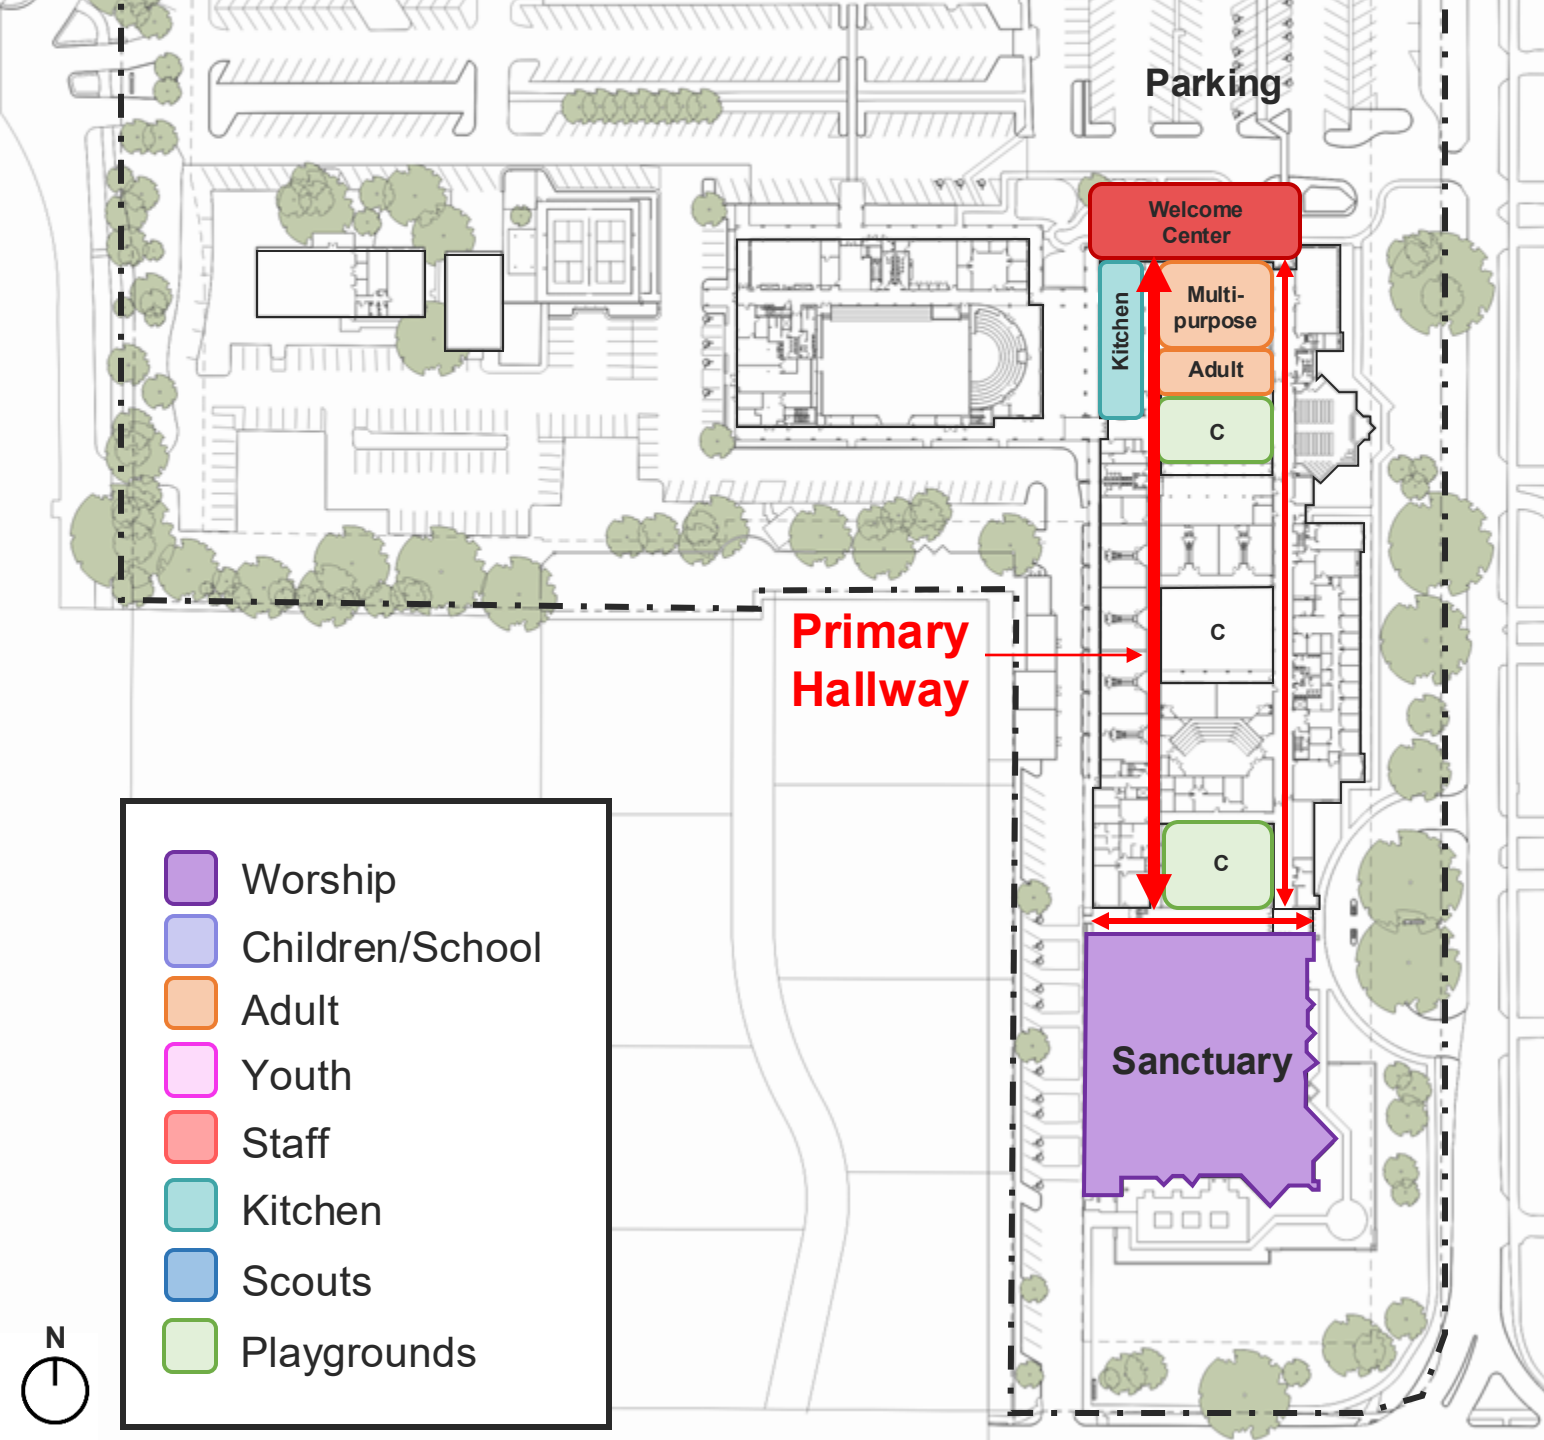 Parking
Welcome
Center
Kitchen
Multi-
purpose
Adult
C
C
Primary
Hallway
C
Sanctuary
Worship
Children/School
Adult
Youth
Staff
Kitchen
Scouts
Playgrounds
N